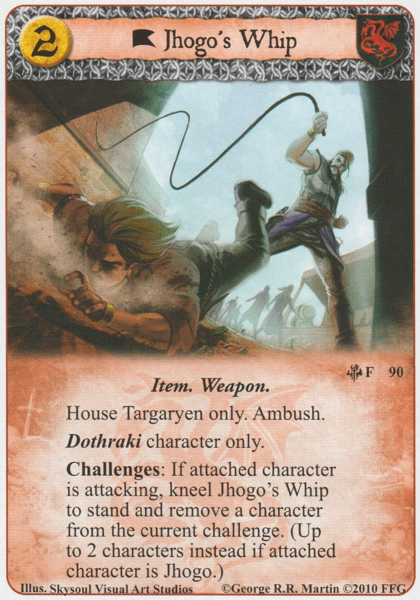 2
Jhogo's Whip
F 90
Item. Weapon.
House Targaryen only. Ambush.
Dothraki character only.
Challenges: If attached character
is attacking, kneel Jhogo's Whip
to stand and remove a character
from the current challenge. (Up
to 2 characters instead if attached
character is Jhogo.)
Illus. Skysoul Visual Art Studios ©George R.R. Martin ©2010 FFG